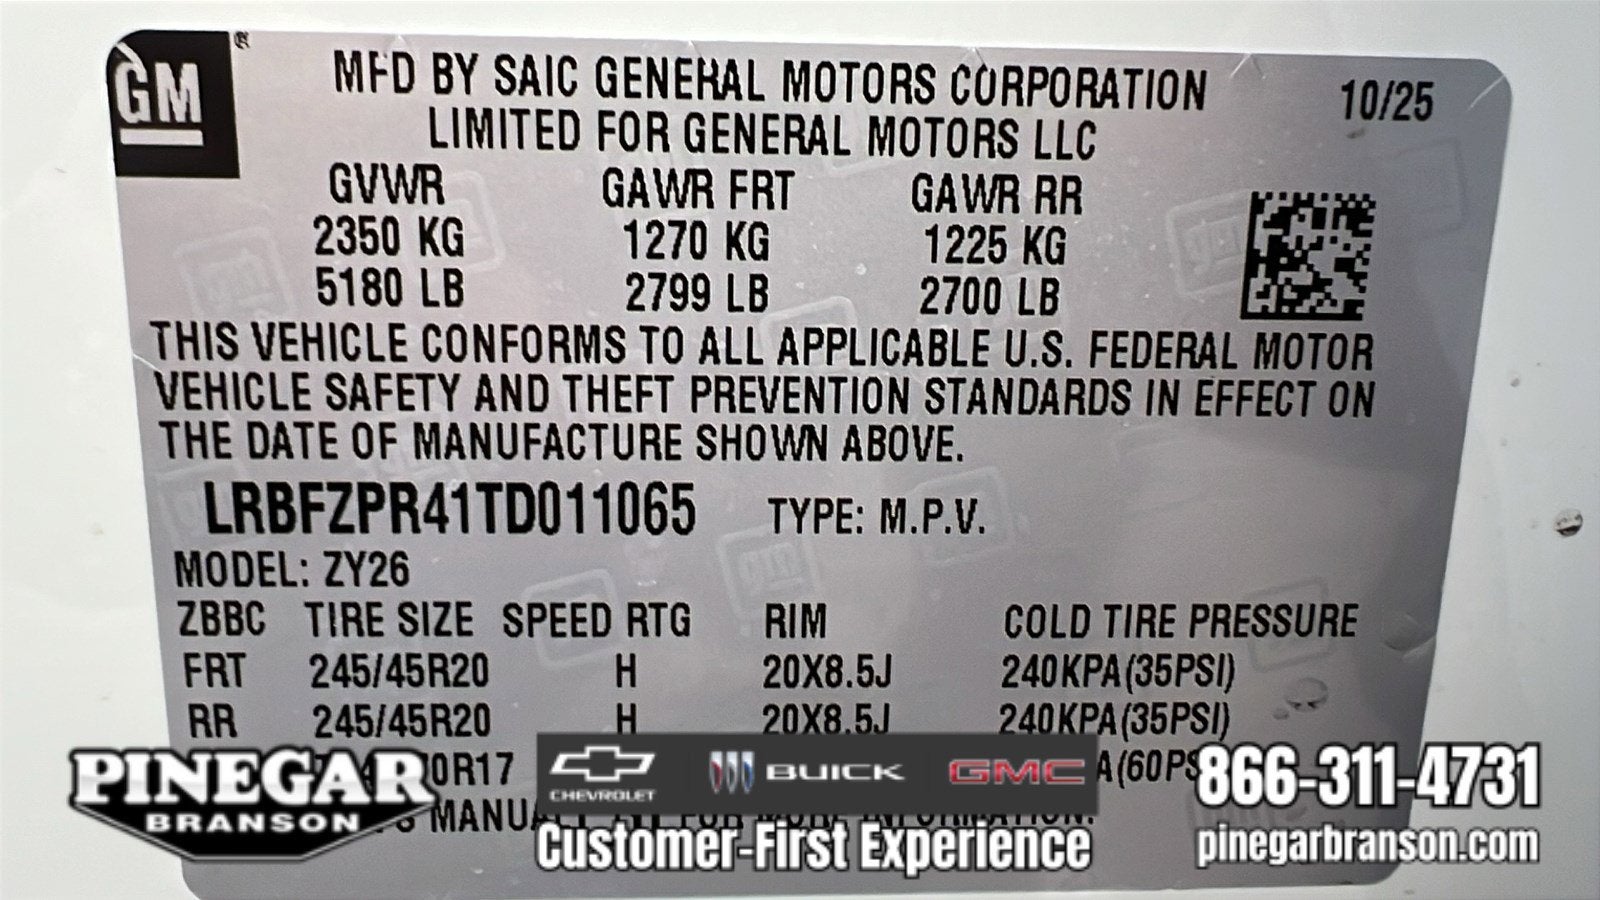 GM
MFD BY SAIC GENERAL MOTORS CORPORATION
LIMITED FOR GENERAL MOTORS LLC
10/25
GVWR GAWR FRT GAWR RR
2350 KG 1270 KG 1225 KG
5180 LB 2799 LB 2700 LB
THIS VEHICLE CONFORMS TO ALL APPLICABLE U.S. FEDERAL MOTOR
VEHICLE SAFETY AND THEFT PREVENTION STANDARDS IN EFFECT ON
THE DATE OF MANUFACTURE SHOWN ABOVE.
LRBFZPR41TD011065 TYPE: M.P.V.
MODEL: ZY26
ZBBC TIRE SIZE SPEED RTG RIM COLD TIRE PRESSURE
FRT 245/45R20 H 20X8.5J 240KPA(35PSI)
RR 245/45R20 H 20X8.5J 240KPA(35PSI)
FOR MORE INFORMATION.
PINEGAR
BRANSON
CHEVROLET BUICK GMC
Customer-First Experience
866-311-4731
pinegarbranson.com